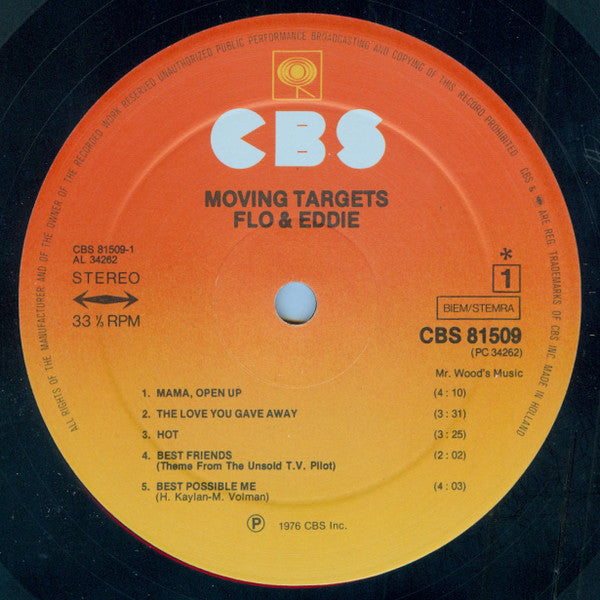 ALL RIGHTS OF THE MANUFACTURER AND OF THE OWNER OF THE RECORDED WORK RESERVED UNAUTHORIZED PUBLIC PERFORMANCE BROADCASTING AND COPYING OF THIS RECORD PROHIBITED CBS & ARE REG. TRADEMARKS OF CBS INC. MADE IN HOLLAND
CBS
MOVING TARGETS
FLO & EDDIE
CBS 81509-1
AL 34262
STEREO
33 ⅓ RPM
*
1
BIEM/STEMRA
CBS 81509
(PC 34262)
Mr. Wood's Music
1. MAMA, OPEN UP (4 : 10)
2. THE LOVE YOU GAVE AWAY (3 : 31)
3. HOT (3 : 25)
4. BEST FRIENDS (2 : 02)
(Theme From The Unsold T.V. Pilot)
5. BEST POSSIBLE ME (4 : 03)
(H. Kaylan-M. Volman)
℗ 1976 CBS Inc.